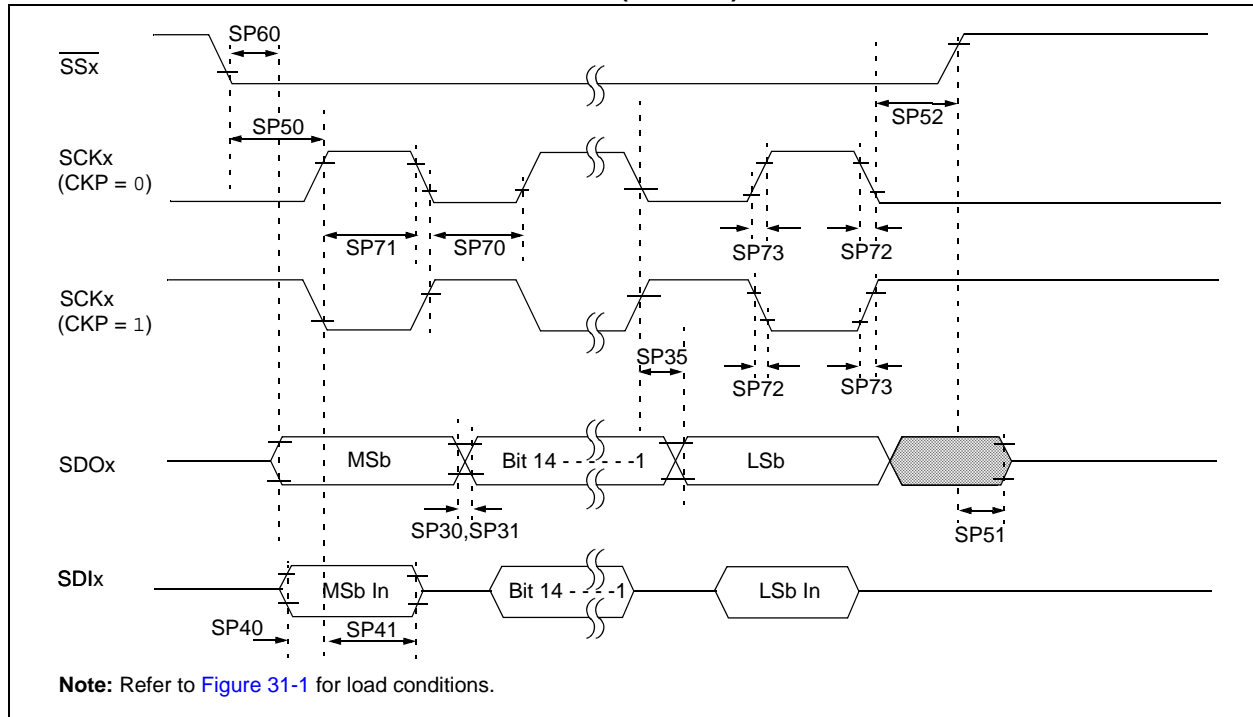 SP60
SSx
SP50
SP52
SCKx
(CKP = 0)
SP71
SP70
SP73
SP72
SCKx
(CKP = 1)
SP35
SP72
SP73
SDOx
MSb
Bit 14 - - - - - -1
LSb
SP30,SP31
SP51
SDIx
MSb In
Bit 14 - - - -1
LSb In
SP40
SP41
Note: Refer to Figure 31-1 for load conditions.